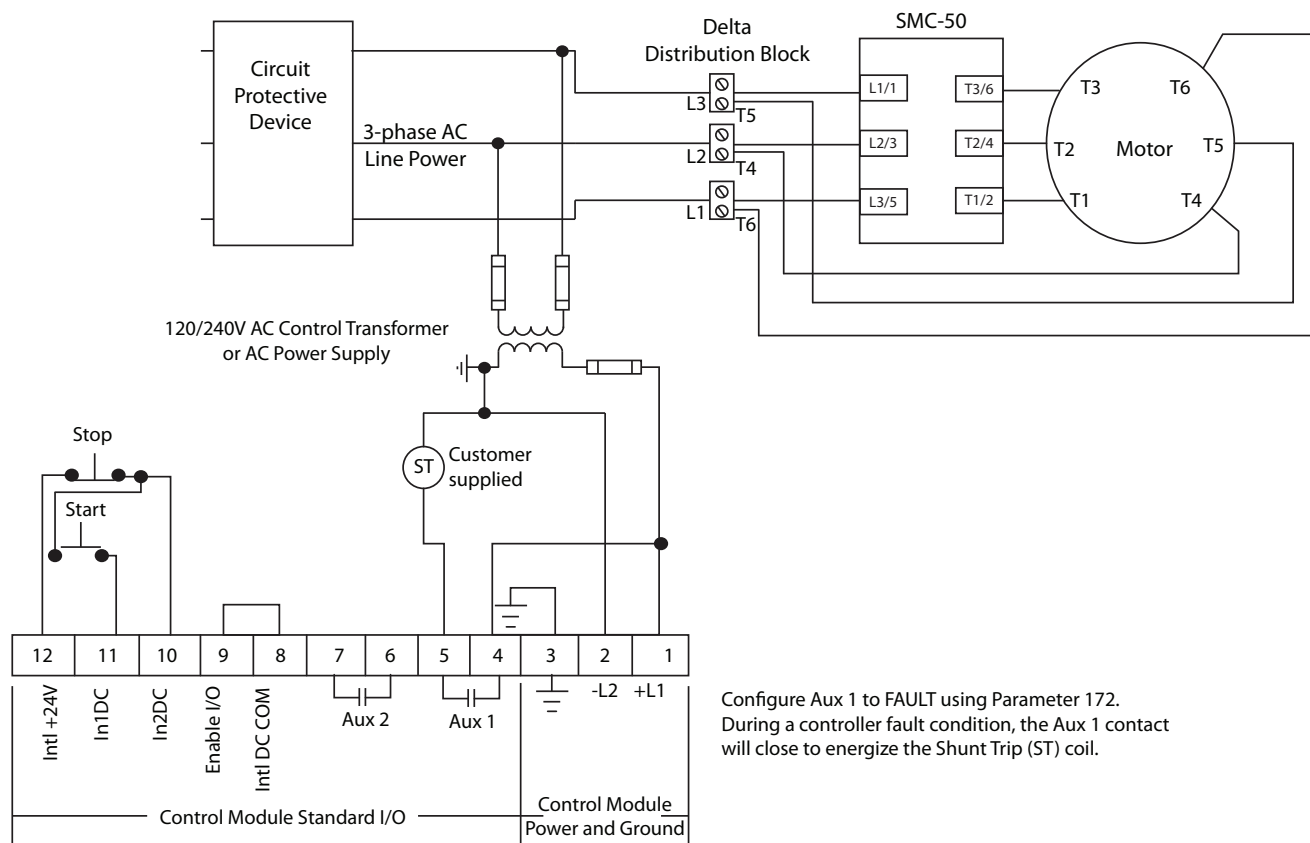 SMC-50
Delta
Distribution Block
Circuit
Protective
Device
3-phase AC
Line Power
L3
T5
L2
T4
L1
T6
L1/1
T3/6
L2/3
T2/4
L3/5
T1/2
T3
T6
T2
Motor
T5
T1
T4
120/240V AC Control Transformer
or AC Power Supply
Stop
ST
Customer
supplied
Start
12
11
10
9
8
7
6
5
4
3
2
1
Intl +24V
In1DC
In2DC
Enable I/O
Intl DC COM
Aux 2
Aux 1
-L2
+L1
Configure Aux 1 to FAULT using Parameter 172.
During a controller fault condition, the Aux 1 contact
will close to energize the Shunt Trip (ST) coil.
Control Module Standard I/O
Control Module
Power and Ground